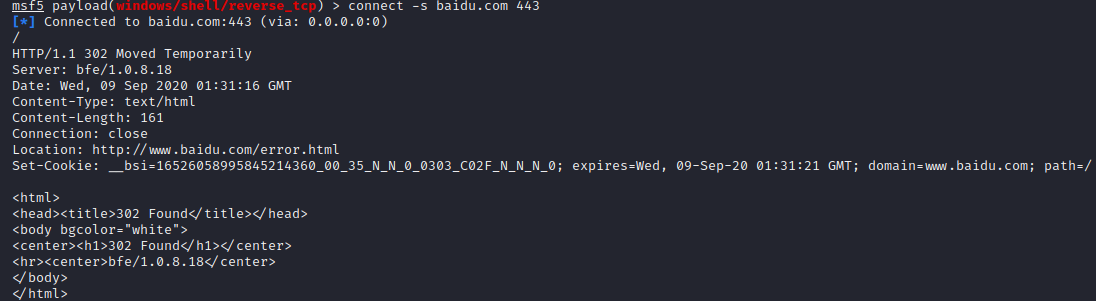 msf5 payload(windows/shell/reverse_tcp) > connect -s baidu.com 443
[*] Connected to baidu.com:443 (via: 0.0.0.0:0)
/
HTTP/1.1 302 Moved Temporarily
Server: bfe/1.0.8.18
Date: Wed, 09 Sep 2020 01:31:16 GMT
Content-Type: text/html
Content-Length: 161
Connection: close
Location: http://www.baidu.com/error.html
Set-Cookie: __bsi=16526058995845214360_00_35_N_N_0_0303_C02F_N_N_N_0; expires=Wed, 09-Sep-20 01:31:21 GMT; domain=www.baidu.com; path=/
<html>
<head><title>302 Found</title></head>
<body bgcolor="white">
<center><h1>302 Found</h1></center>
<hr><center>bfe/1.0.8.18</center>
</body>
</html>